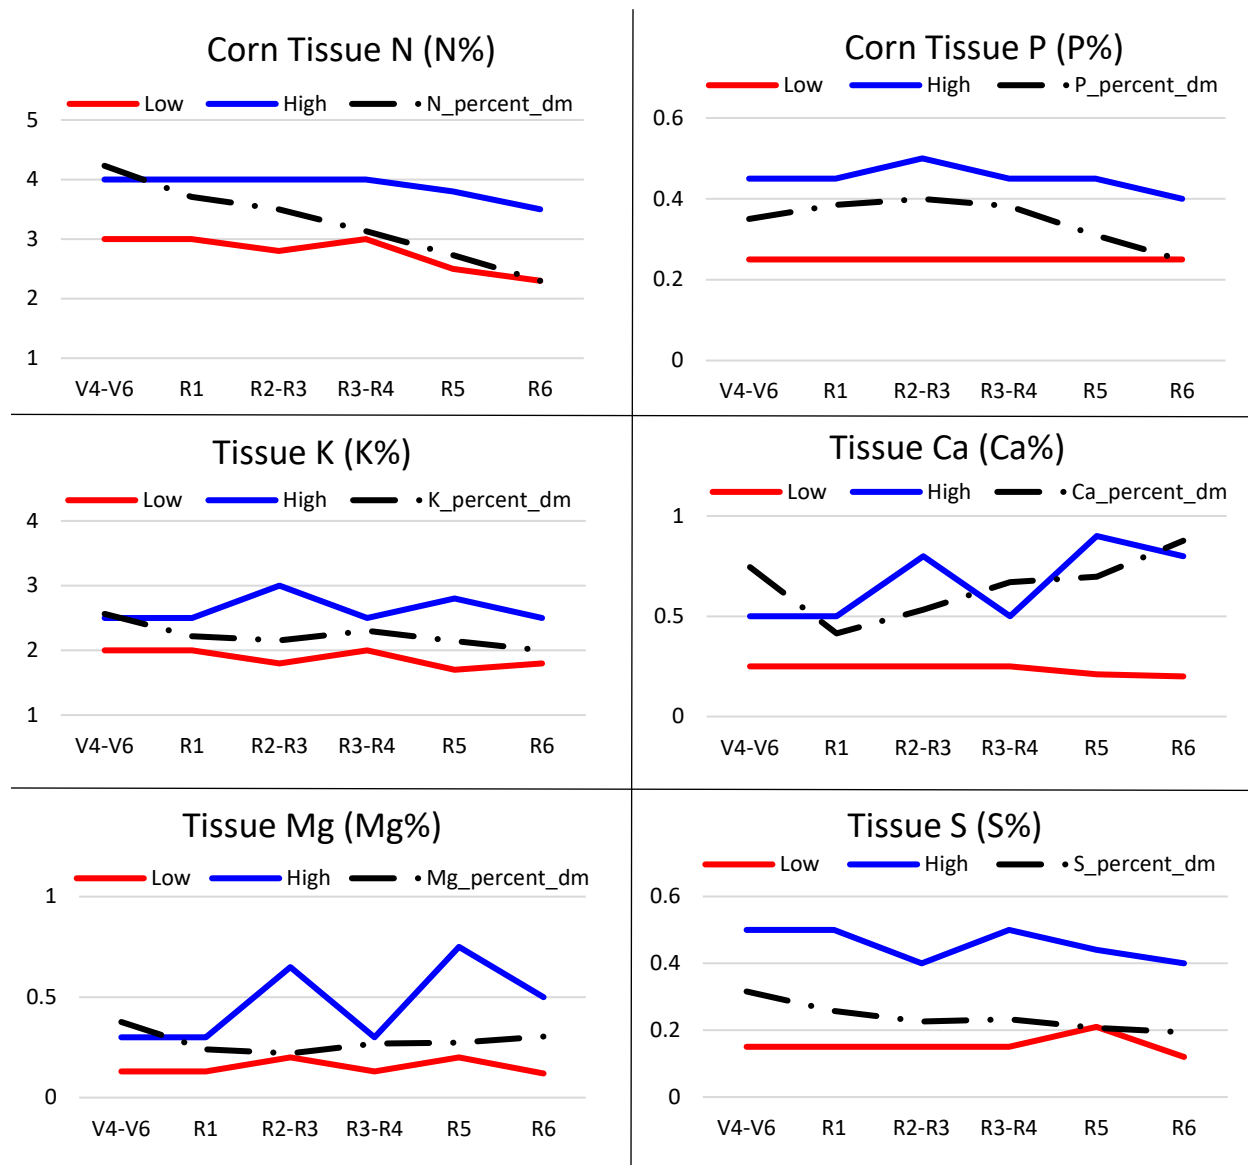 Corn Tissue N (N%)
Low High N_percent_dm
5
4
3
2
1
V4-V6 R1 R2-R3 R3-R4 R5 R6
Corn Tissue P (P%)
Low High P_percent_dm
0.6
0.4
0.2
0
V4-V6 R1 R2-R3 R3-R4 R5 R6
Tissue K (K%)
Low High K_percent_dm
4
3
2
1
V4-V6 R1 R2-R3 R3-R4 R5 R6
Tissue Ca (Ca%)
Low High Ca_percent_dm
1
0.5
0
V4-V6 R1 R2-R3 R3-R4 R5 R6
Tissue Mg (Mg%)
Low High Mg_percent_dm
1
0.5
0
V4-V6 R1 R2-R3 R3-R4 R5 R6
Tissue S (S%)
Low High S_percent_dm
0.6
0.4
0.2
0
V4-V6 R1 R2-R3 R3-R4 R5 R6